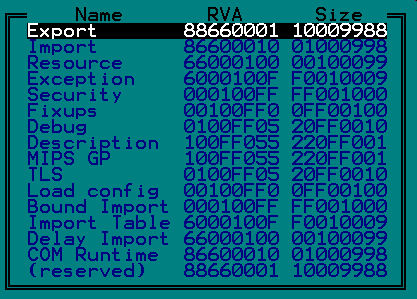 Name RVA Size
Export 88660001 10009988
Import 86600010 01000998
Resource 66000100 00100099
Exception 6000100F F0010009
Security 000100FF FF001000
Fixups 00100FF0 0FF00100
Debug 0100FF05 20FF0010
Description 100FF055 220FF001
MIPS GP 100FF055 220FF001
TLS 0100FF05 20FF0010
Load config 00100FF0 0FF00100
Bound Import 000100FF FF001000
Import Table 6000100F F0010009
Delay Import 66000100 00100099
COM Runtime 86600010 01000998
(reserved) 88660001 10009988